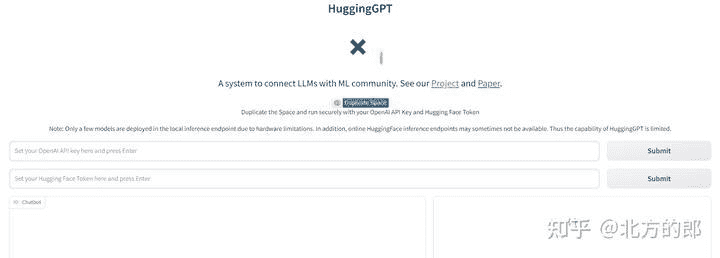 HuggingGPT
A system to connect LLMs with ML community. See our Project and Paper.
Duplicate Space
Duplicate the Space and run securely with your OpenAI API Key and Hugging Face Token
Note: Only a few models are deployed in the local inference endpoint due to hardware limitations. In addition, online HuggingFace inference endpoints may sometimes not be available. Thus the capability of HuggingGPT is limited.
Set your OpenAI API key here and press Enter
Submit
Set your Hugging Face Token here and press Enter
Submit
Chatbot
知乎 @北方的郎